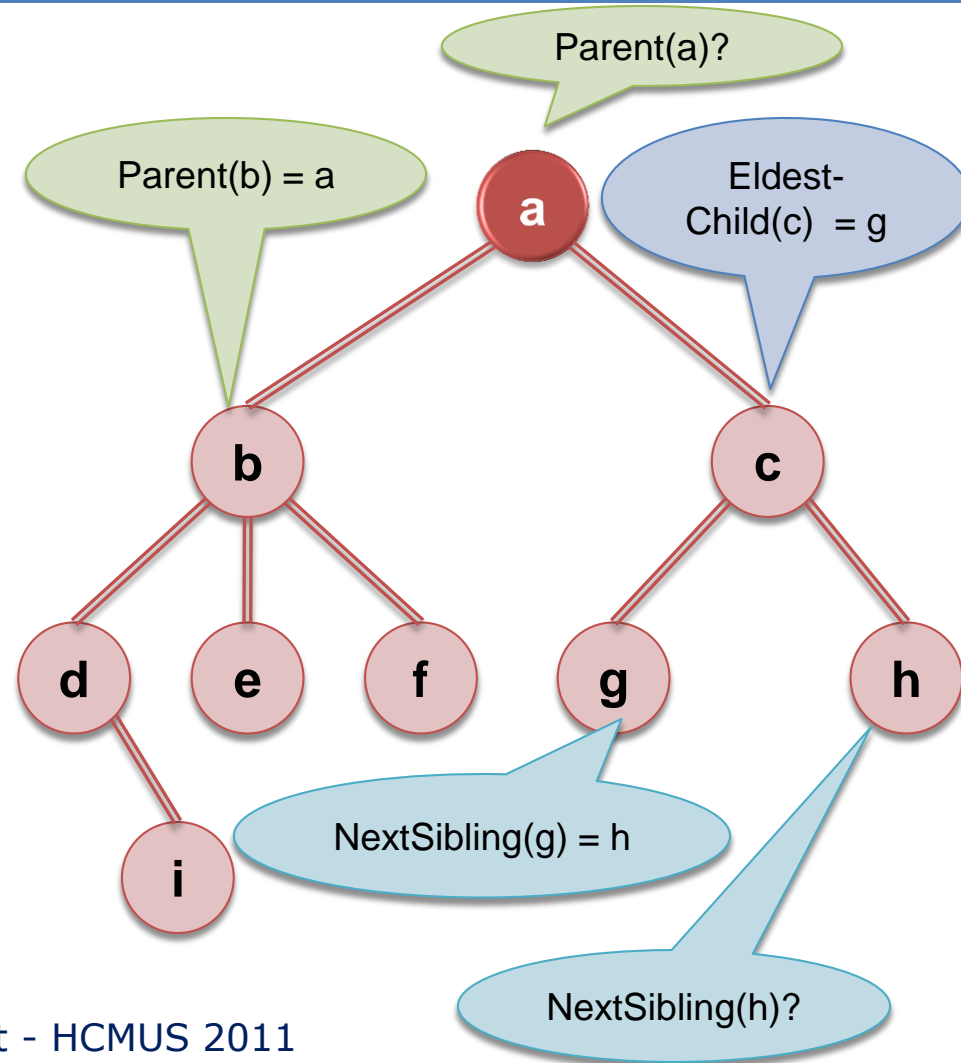 Parent(a)?
Parent(b) = a
a
Eldest-
Child(c) = g
b
c
d
e
f
g
h
NextSibling(g) = h
i
NextSibling(h)?
t - HCMUS 2011